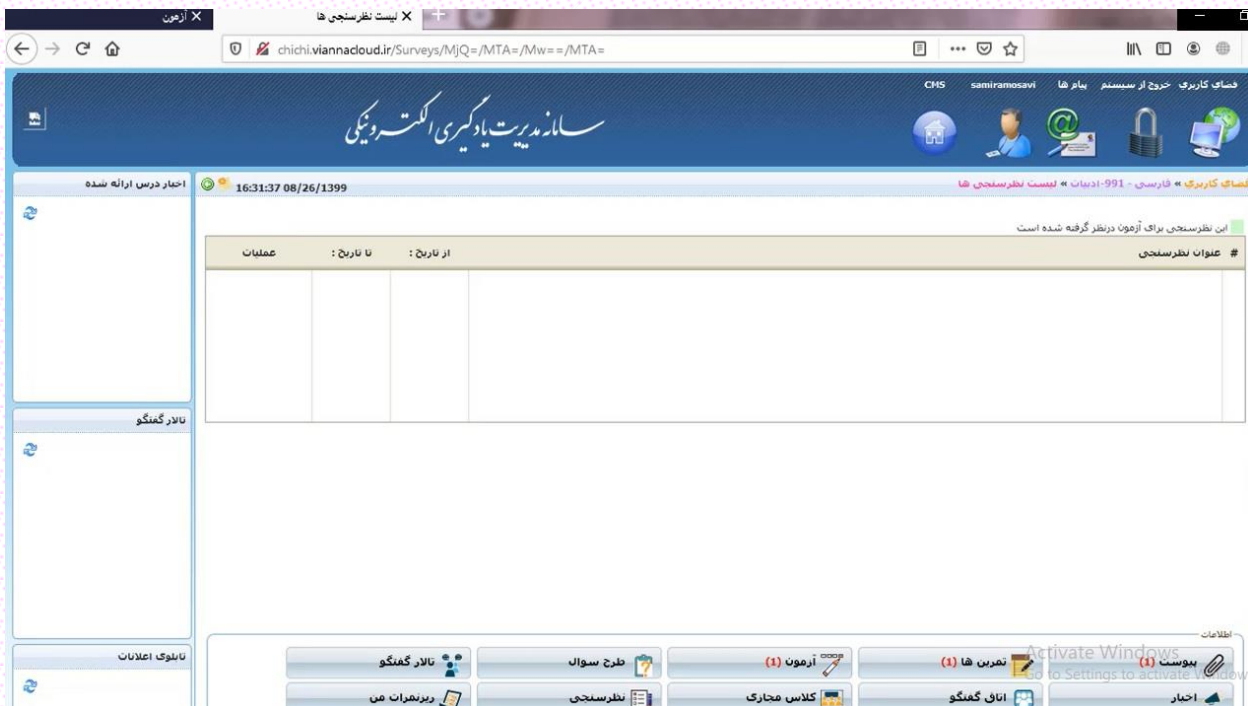 لیست نظرسنجی ها
آزمون
chichi.viannacloud.ir/Surveys/MjQ=/MTA=/Mw==/MTA=
فضای کاربری خروج از سیستم پیام ها samiramosavi CMS
سامانه مدیریت یادگیری الکترونیکی
فضای کاربری » فارسی - 991-ادبیات » لیست نظرسنجی ها
16:31:37 08/26/1399
اخبار درس ارائه شده
این نظرسنجی برای آزمون درنظر گرفته شده است
# عنوان نظرسنجی از تاریخ : تا تاریخ : عملیات
تالار گفتگو
تابلوی اعلانات
اطلاعات
پیوست (1) تمرین ها (1) آزمون (1) طرح سوال تالار گفتگو
اخبار اتاق گفتگو کلاس مجازی نظرسنجی ریزنمرات من
Activate Windows
Go to Settings to activate Window